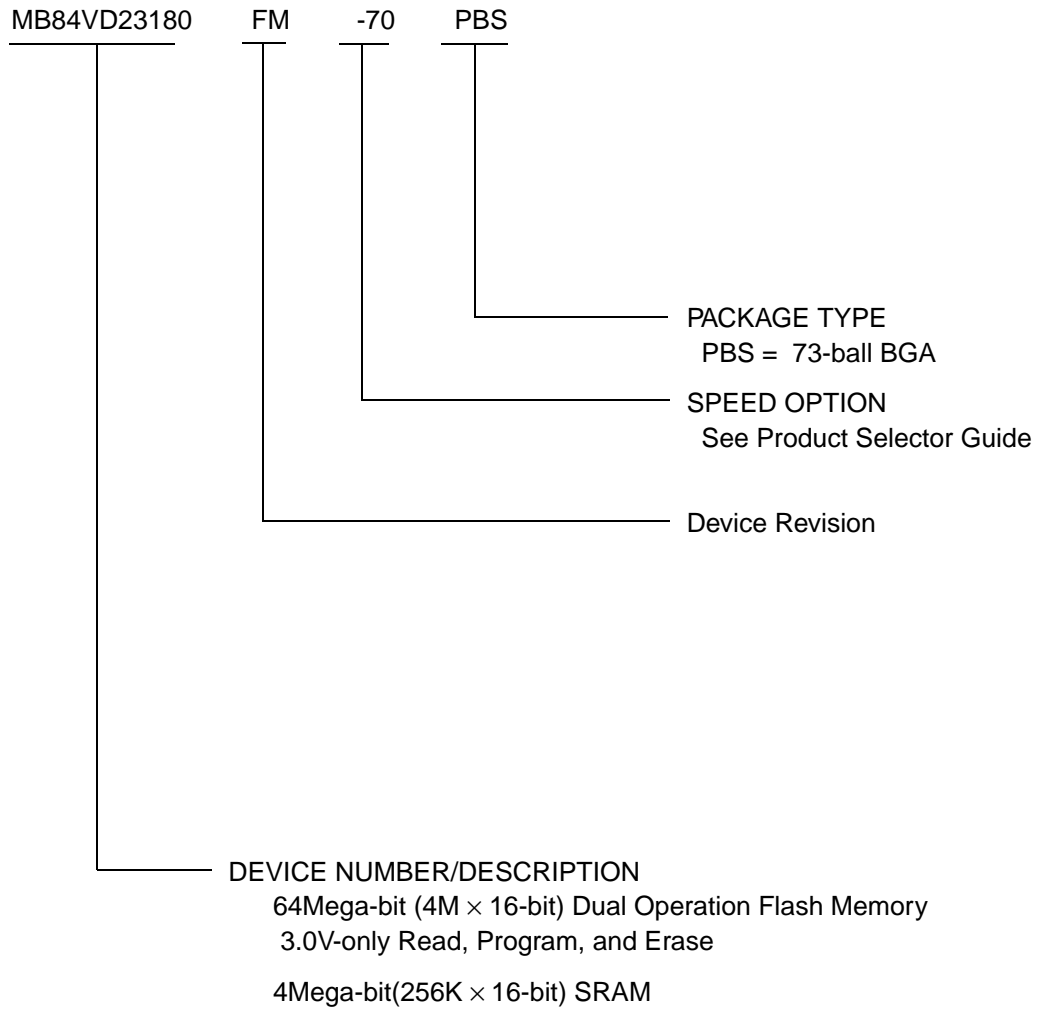 MB84VD23180 FM -70 PBS
PACKAGE TYPE
PBS = 73-ball BGA
SPEED OPTION
See Product Selector Guide
Device Revision
DEVICE NUMBER/DESCRIPTION
64Mega-bit (4M × 16-bit) Dual Operation Flash Memory
3.0V-only Read, Program, and Erase
4Mega-bit(256K × 16-bit) SRAM